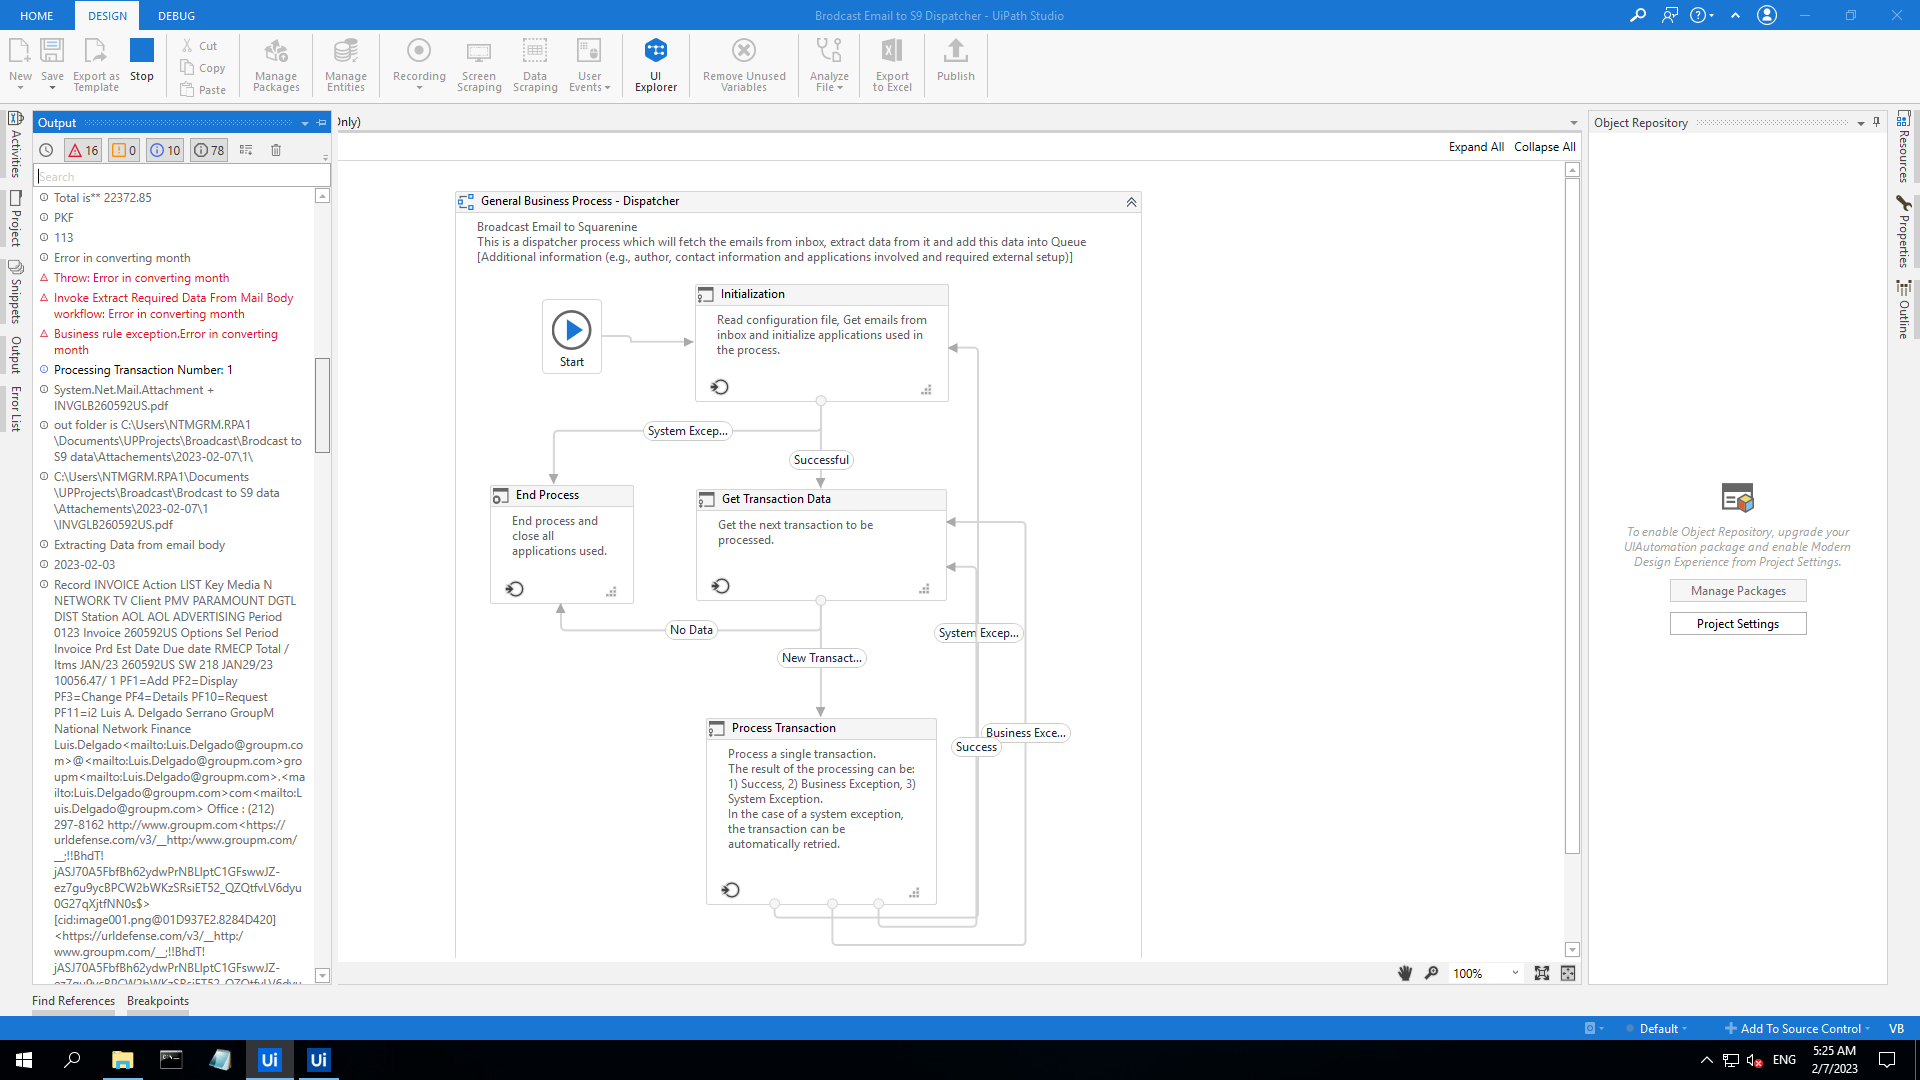 HOME DESIGN DEBUG
Brodcast Email to S9 Dispatcher - UiPath Studio
New
Save
Export as
Template
Stop
Cut
Copy
Paste
Manage
Packages
Manage
Entities
Recording
Screen
Scraping
Data
Scraping
User
Events
UI
Explorer
Remove Unused
Variables
Analyze
File
Export
to Excel
Publish
Activities
Project
Snippets
Output
Error List
Output
16 0 10 78
Search
Total is** 22372.85
PKF
113
Error in converting month
Throw: Error in converting month
Invoke Extract Required Data From Mail Body
workflow: Error in converting month
Business rule exception.Error in converting
month
Processing Transaction Number: 1
System.Net.Mail.Attachment +
INVGLB260592US.pdf
out folder is C:\Users\NTMGRM.RPA1
\Documents\UPProjects\Broadcast\Brodcast to
S9 data\Attachements\2023-02-07\1\
C:\Users\NTMGRM.RPA1\Documents
\UPProjects\Broadcast\Brodcast to S9 data
\Attachements\2023-02-07\1
\INVGLB260592US.pdf
Extracting Data from email body
2023-02-03
Record INVOICE Action LIST Key Media N
NETWORK TV Client PMV PARAMOUNT DGTL
DIST Station AOL AOL ADVERTISING Period
0123 Invoice 260592US Options Sel Period
Invoice Prd Est Date Due date RMECP Total /
Itms JAN/23 260592US SW 218 JAN29/23
10056.47/ 1 PF1=Add PF2=Display
PF3=Change PF4=Details PF10=Request
PF11=i2 Luis A. Delgado Serrano GroupM
National Network Finance
Luis.Delgado<mailto:Luis.Delgado@groupm.co
m>@<mailto:Luis.Delgado@groupm.com>gro
upm<mailto:Luis.Delgado@groupm.com>.<ma
ilto:Luis.Delgado@groupm.com>com<mailto:L
uis.Delgado@groupm.com> Office : (212)
297-8162 http://www.groupm.com<https://
urldefense.com/v3/__http:/www.groupm.com/
__;!!BhdT!
jASJ70A5FbfBh62ydwPrNBLlptC1GFswwJZ-
ez7gu9ycBPCW2bWKzSRsiET52_QZQtfvLV6dyu
0G27qXjtfNN0s$>
[cid:image001.png@01D937E2.8284D420]
<https://urldefense.com/v3/__http:/
www.groupm.com/__;!!BhdT!
jASJ70A5FbfBh62ydwPrNBLlptC1GFswwJZ-
ez7gu9ycBPCW2bWKzSRsiET52_QZQtfvLV6dyu
Find References Breakpoints
Only)
Expand All Collapse All
General Business Process - Dispatcher
Broadcast Email to Squarenine
This is a dispatcher process which will fetch the emails from inbox, extract data from it and add this data into Queue
[Additional information (e.g., author, contact information and applications involved and required external setup)]
Start
Initialization
Read configuration file, Get emails from
inbox and initialize applications used in
the process.
System Excep...
Successful
End Process
End process and
close all
applications used.
Get Transaction Data
Get the next transaction to be
processed.
No Data
System Excep...
New Transact...
Process Transaction
Process a single transaction.
The result of the processing can be:
1) Success, 2) Business Exception, 3)
System Exception.
In the case of a system exception,
the transaction can be
automatically retried.
Business Exce...
Success
100%
Object Repository
To enable Object Repository, upgrade your
UIAutomation package and enable Modern
Design Experience from Project Settings.
Manage Packages
Project Settings
Resources
Properties
Outline
Default Add To Source Control VB
Ui Ui
ENG
5:25 AM
2/7/2023